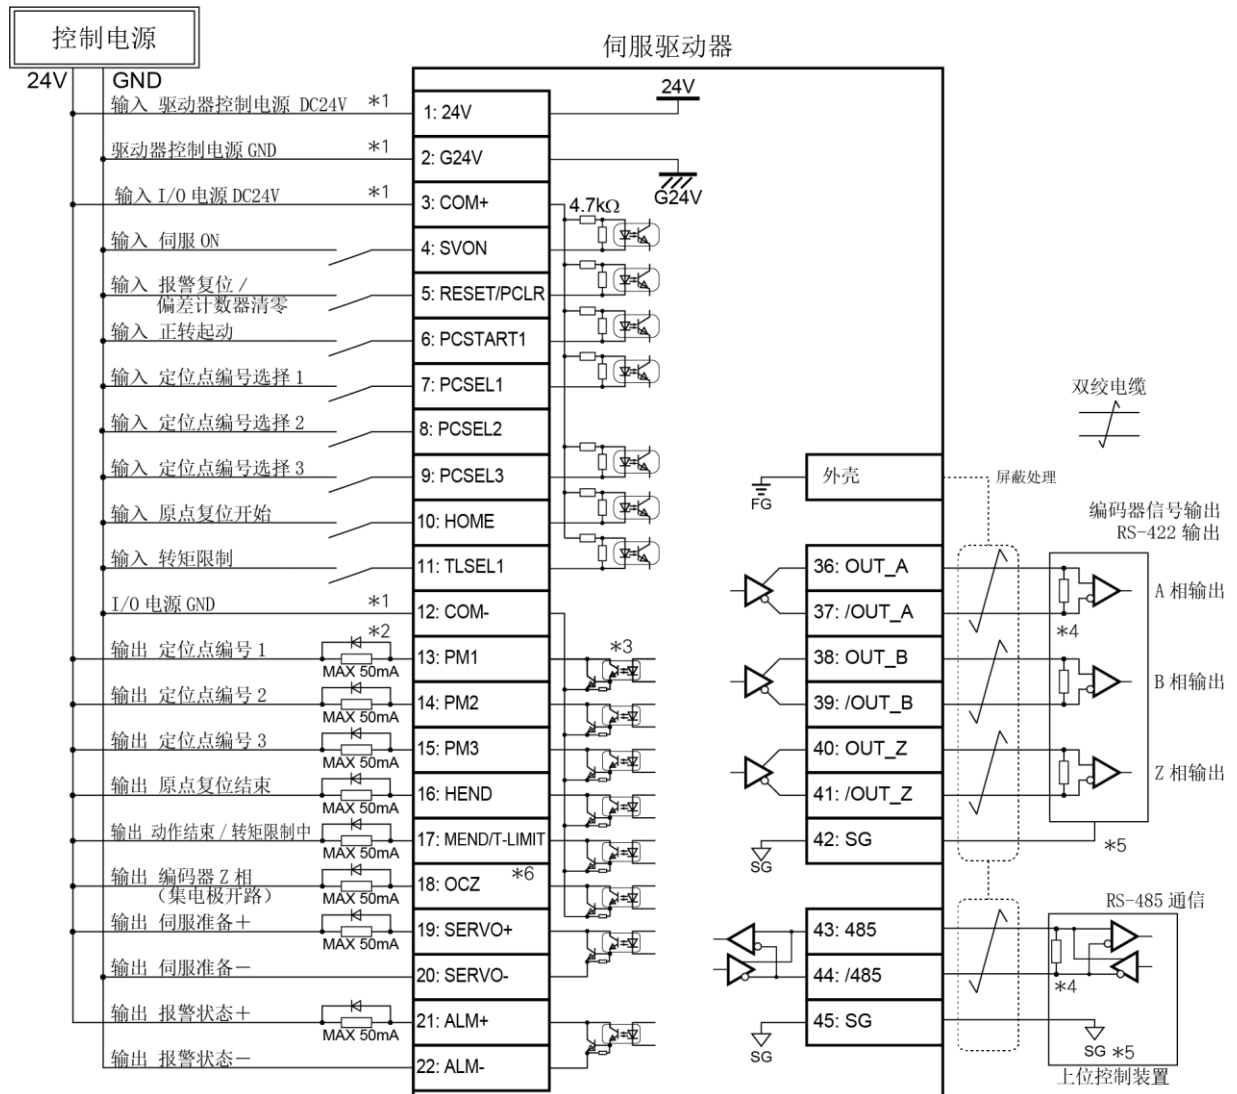 控制电源
伺服驱动器
24V GND
24V
输入 驱动器控制电源 DC24V *1
1: 24V
驱动器控制电源 GND *1
2: G24V
G24V
输入 I/O 电源 DC24V *1
3: COM+
4.7kΩ
输入 伺服 ON
4: SVON
输入 报警复位 /
偏差计数器清零
5: RESET/PCLR
输入 正转起动
6: PCSTART1
输入 定位点编号选择 1
7: PCSEL1
输入 定位点编号选择 2
8: PCSEL2
输入 定位点编号选择 3
9: PCSEL3
输入 原点复位开始
10: HOME
输入 转矩限制
11: TLSEL1
I/O 电源 GND *1
12: COM-
输出 定位点编号 1
*2
MAX 50mA
13: PM1
*3
输出 定位点编号 2
MAX 50mA
14: PM2
输出 定位点编号 3
MAX 50mA
15: PM3
输出 原点复位结束
MAX 50mA
16: HEND
输出 动作结束 / 转矩限制中
MAX 50mA
17: MEND/T-LIMIT
输出 编码器 Z 相
(集电极开路)
MAX 50mA
18: OCZ
*6
输出 伺服准备+
MAX 50mA
19: SERVO+
输出 伺服准备-
20: SERVO-
输出 报警状态+
MAX 50mA
21: ALM+
输出 报警状态-
22: ALM-
双绞电缆
外壳
FG
屏蔽处理
编码器信号输出
RS-422 输出
36: OUT_A
37: /OUT_A
A 相输出
*4
38: OUT_B
39: /OUT_B
B 相输出
40: OUT_Z
41: /OUT_Z
Z 相输出
42: SG
SG
*5
RS-485 通信
43: 485
44: /485
*4
45: SG
SG
SG *5
上位控制装置